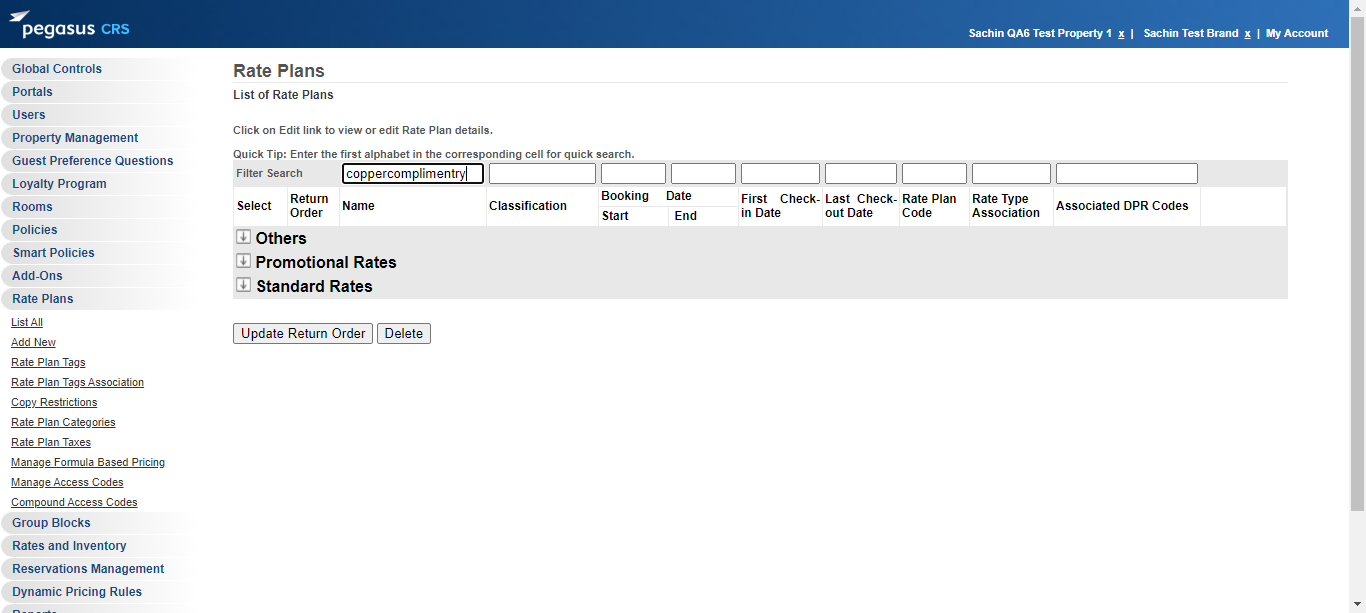 pegasus CRS
Sachin QA6 Test Property 1 x | Sachin Test Brand x | My Account
Global Controls
Portals
Users
Property Management
Guest Preference Questions
Loyalty Program
Rooms
Policies
Smart Policies
Add-Ons
Rate Plans
List All
Add New
Rate Plan Tags
Rate Plan Tags Association
Copy Restrictions
Rate Plan Categories
Rate Plan Taxes
Manage Formula Based Pricing
Manage Access Codes
Compound Access Codes
Group Blocks
Rates and Inventory
Reservations Management
Dynamic Pricing Rules
Reports
Rate Plans
List of Rate Plans
Click on Edit link to view or edit Rate Plan details.
Quick Tip: Enter the first alphabet in the corresponding cell for quick search.
Filter Search coppercomplimentry
Select
Return
Order
Name
Classification
Booking Date
Start End
First Check-
in Date
Last Check-
out Date
Rate Plan
Code
Rate Type
Association
Associated DPR Codes
Others
Promotional Rates
Standard Rates
Update Return Order Delete